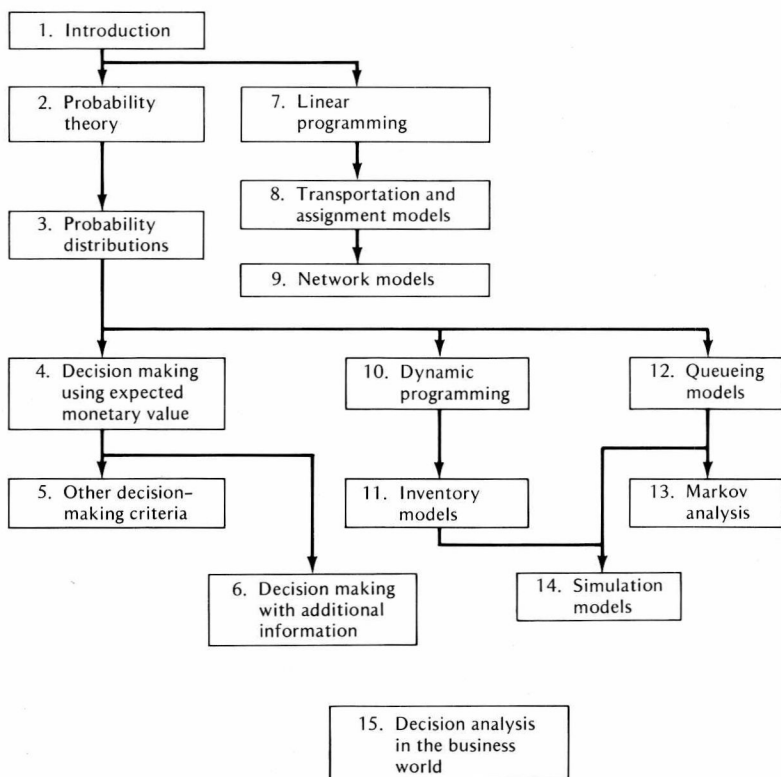 1. Introduction
2. Probability
theory
7. Linear
programming
3. Probability
distributions
8. Transportation and
assignment models
9. Network models
4. Decision making
using expected
monetary value
10. Dynamic
programming
12. Queueing
models
5. Other decision–
making criteria
11. Inventory
models
13. Markov
analysis
6. Decision making
with additional
information
14. Simulation
models
15. Decision analysis
in the business
world